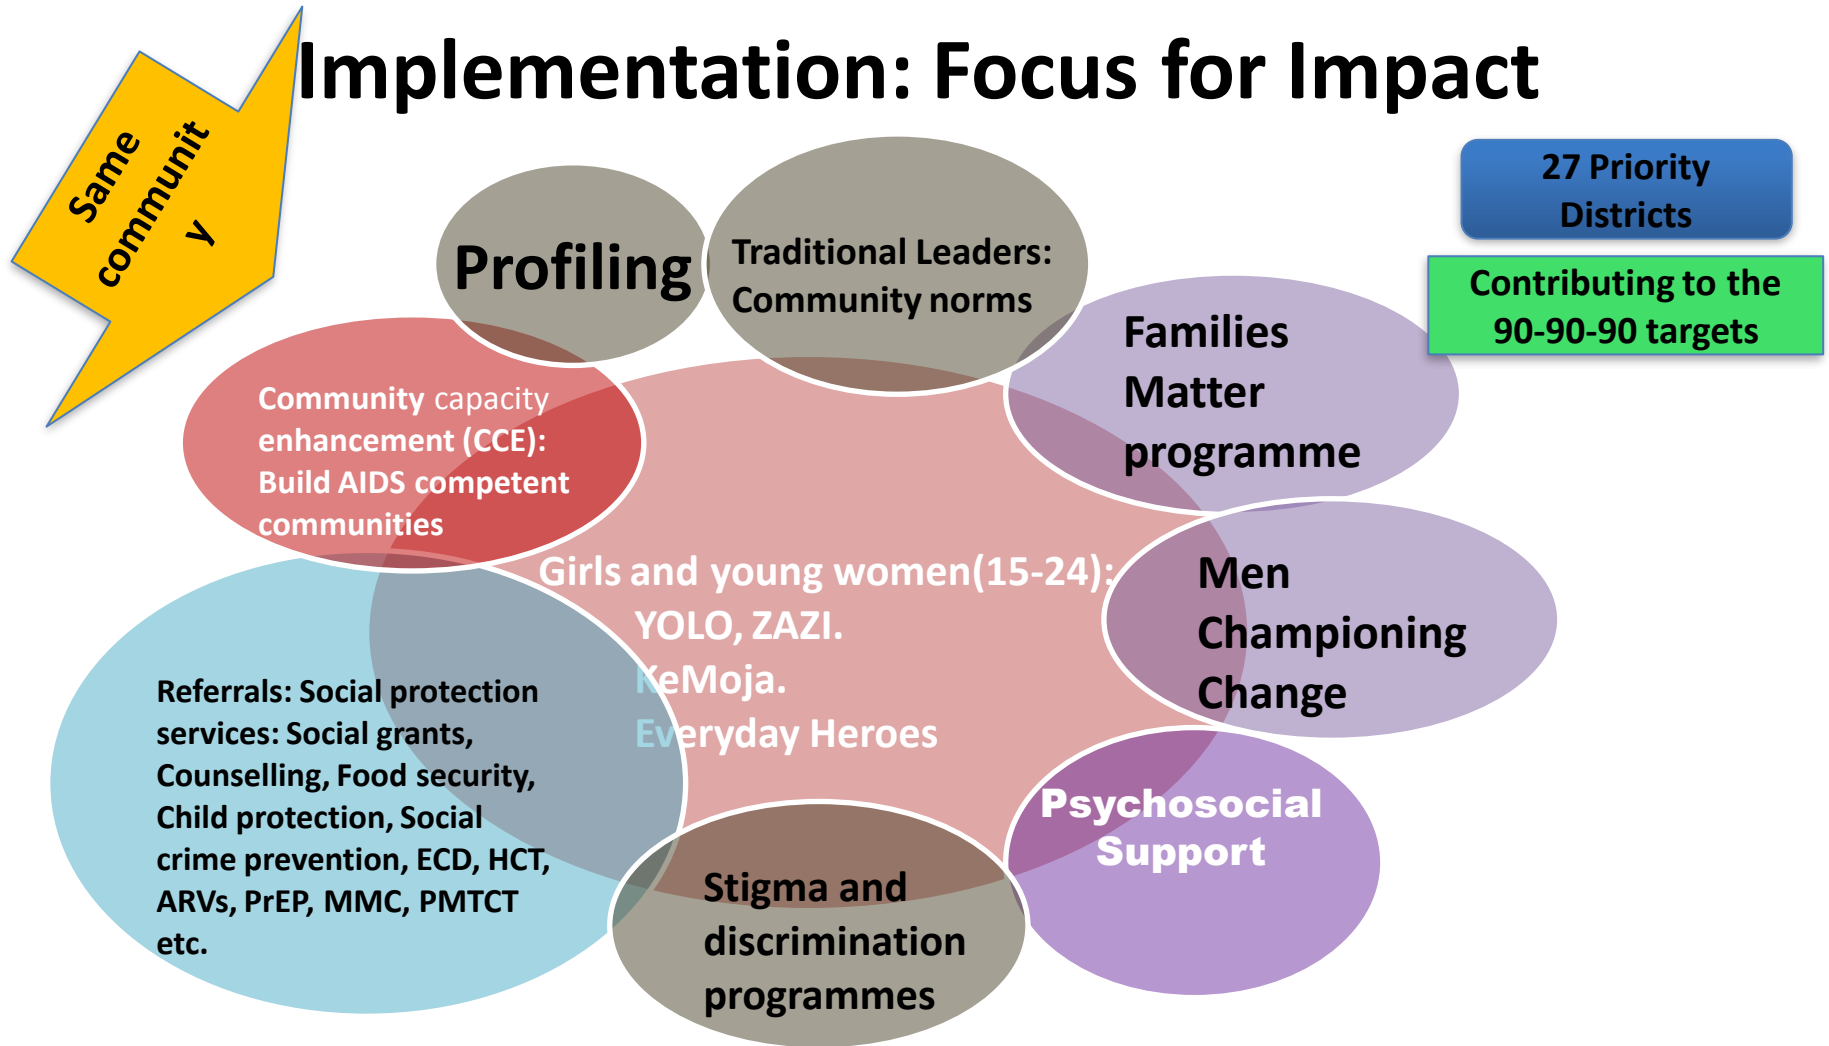 Implementation: Focus for Impact
Same
communit
y
27 Priority
Districts
Contributing to the
90-90-90 targets
Profiling
Traditional Leaders:
Community norms
Families
Matter
programme
Community capacity
enhancement (CCE):
Build AIDS competent
communities
Girls and young women(15-24):
YOLO, ZAZI.
KeMoja.
Everyday Heroes
Men
Championing
Change
Referrals: Social protection
services: Social grants,
Counselling, Food security,
Child protection, Social
crime prevention, ECD, HCT,
ARVs, PrEP, MMC, PMTCT
etc.
Psychosocial
Support
Stigma and
discrimination
programmes